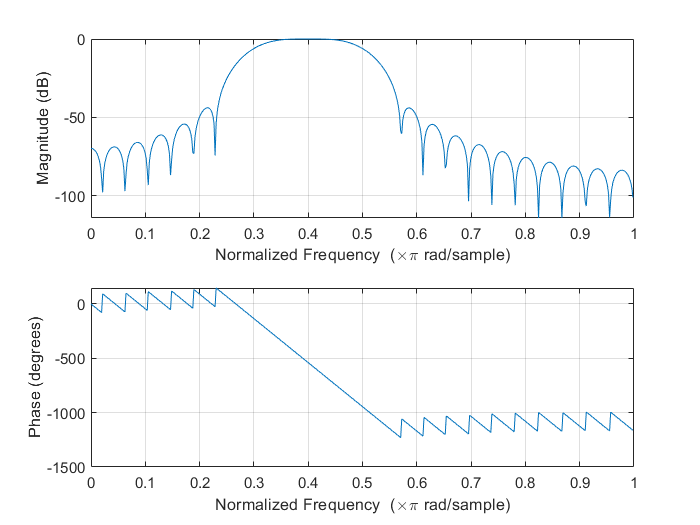 0
-50
-100
Magnitude (dB)
0 0.1 0.2 0.3 0.4 0.5 0.6 0.7 0.8 0.9 1
Normalized Frequency (×π rad/sample)
0
-500
-1000
-1500
Phase (degrees)
0 0.1 0.2 0.3 0.4 0.5 0.6 0.7 0.8 0.9 1
Normalized Frequency (×π rad/sample)